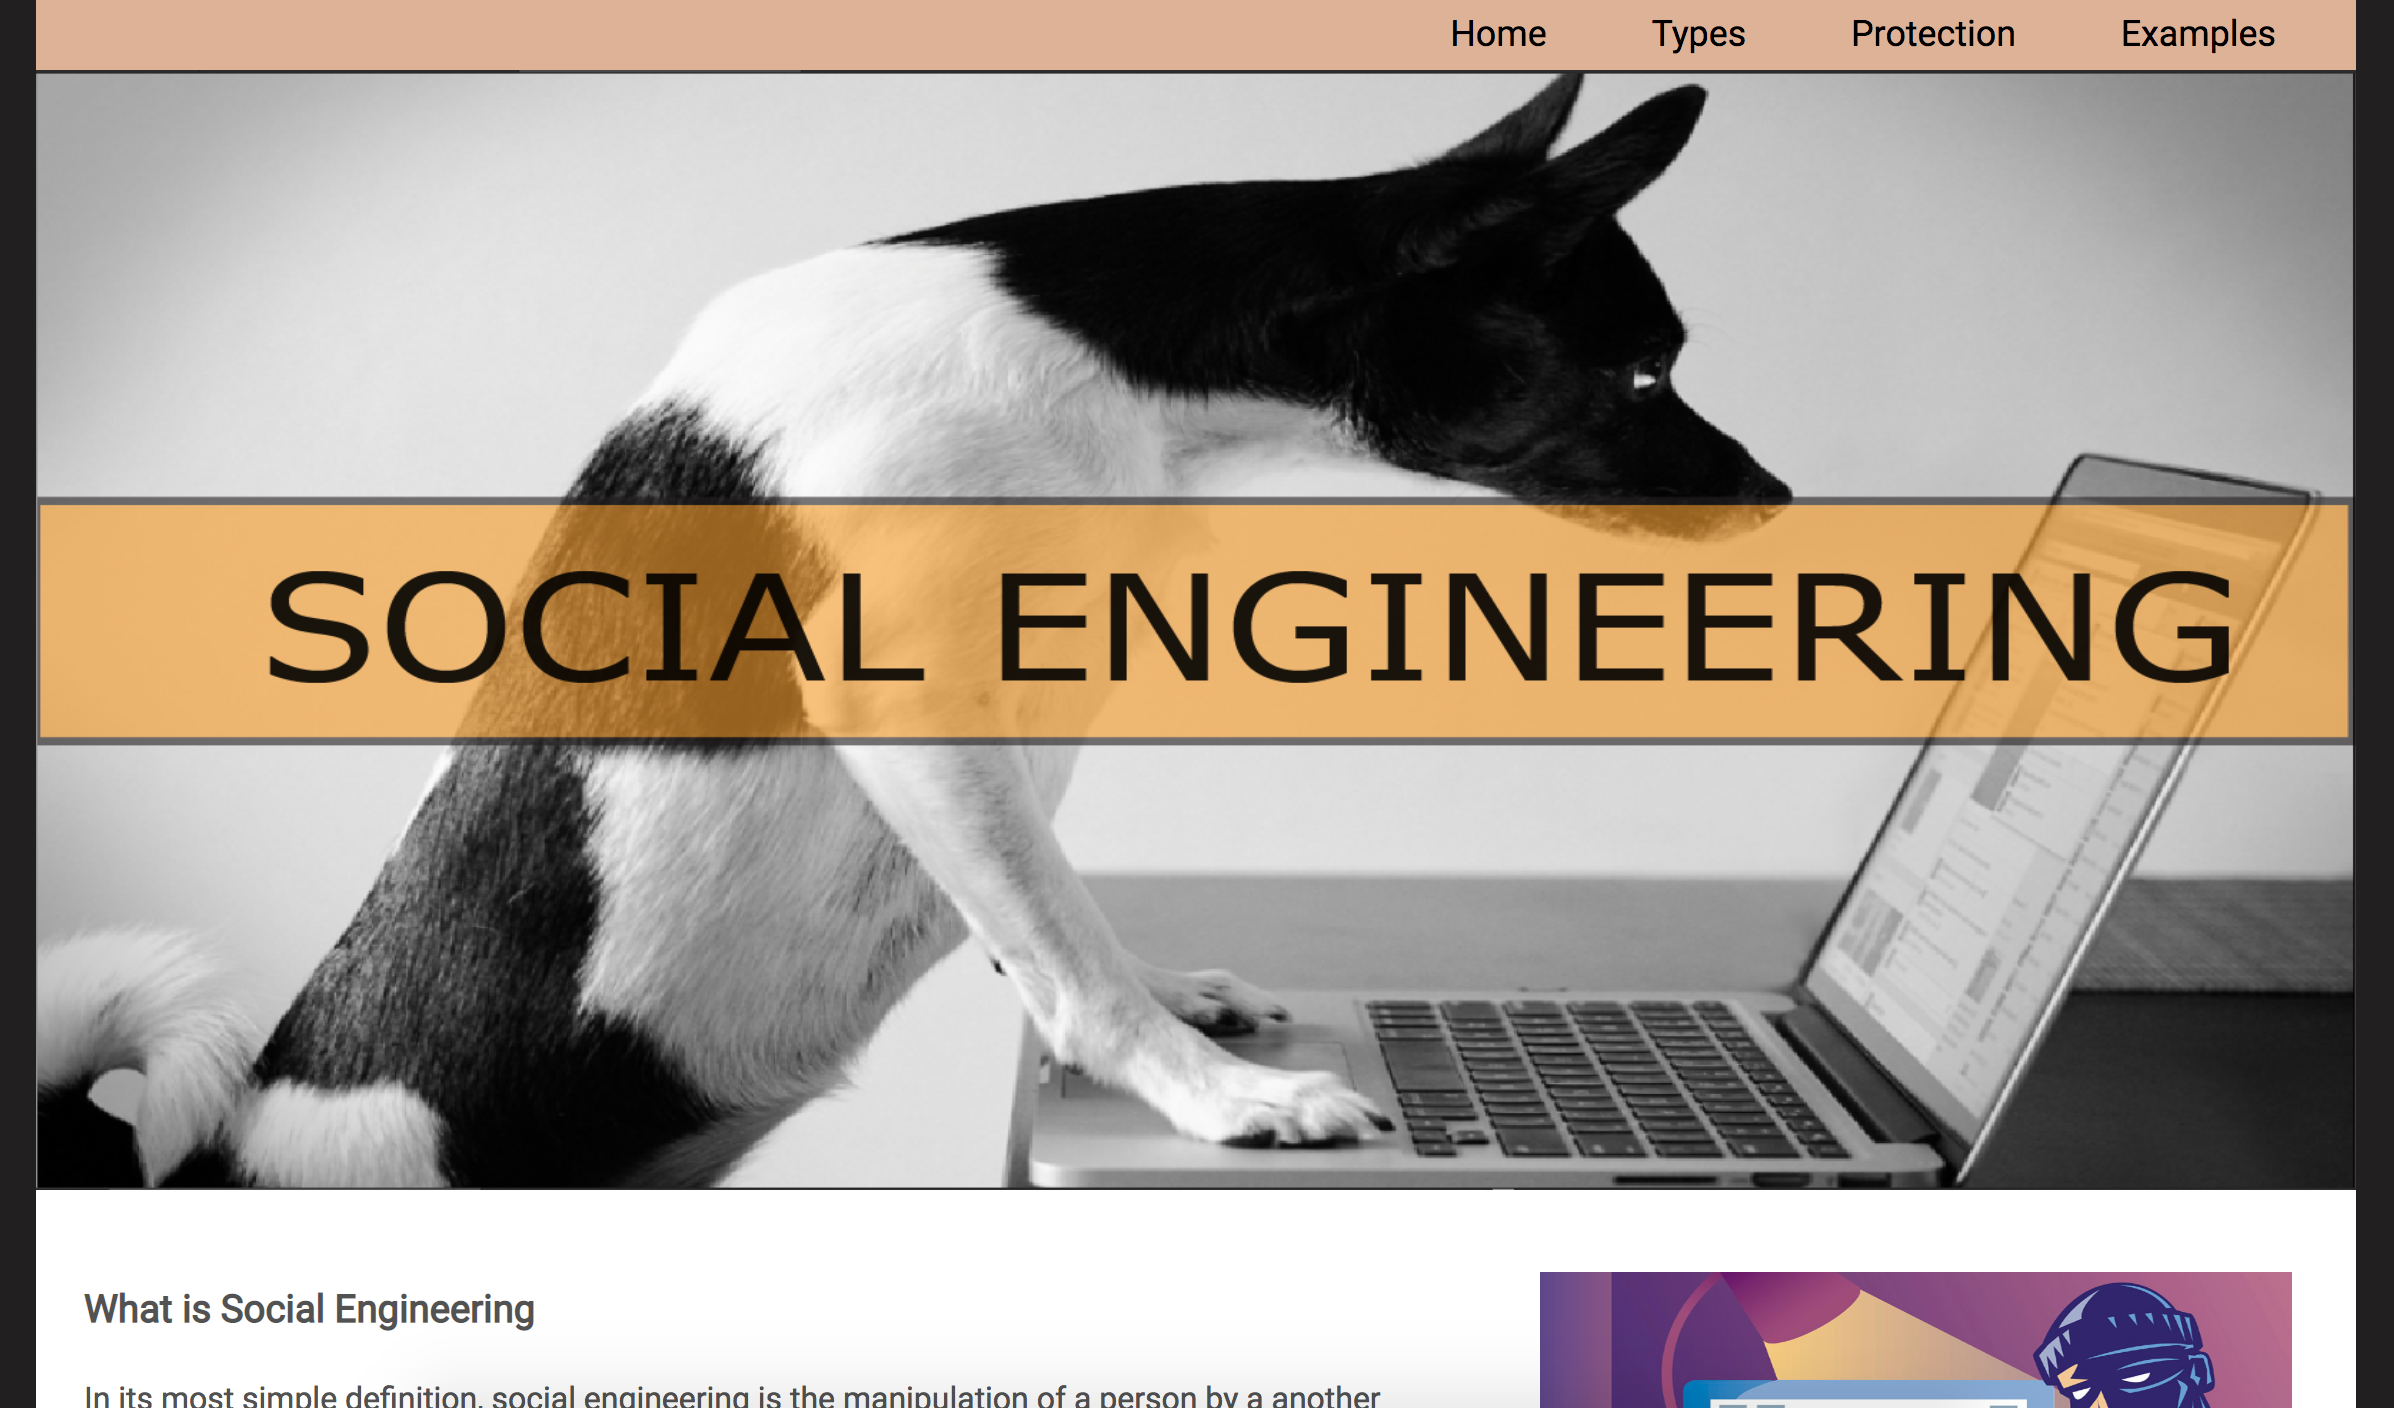 Home Types Protection Examples
SOCIAL ENGINEERING
What is Social Engineering
In its most simple definition, social engineering is the manipulation of a person by a another